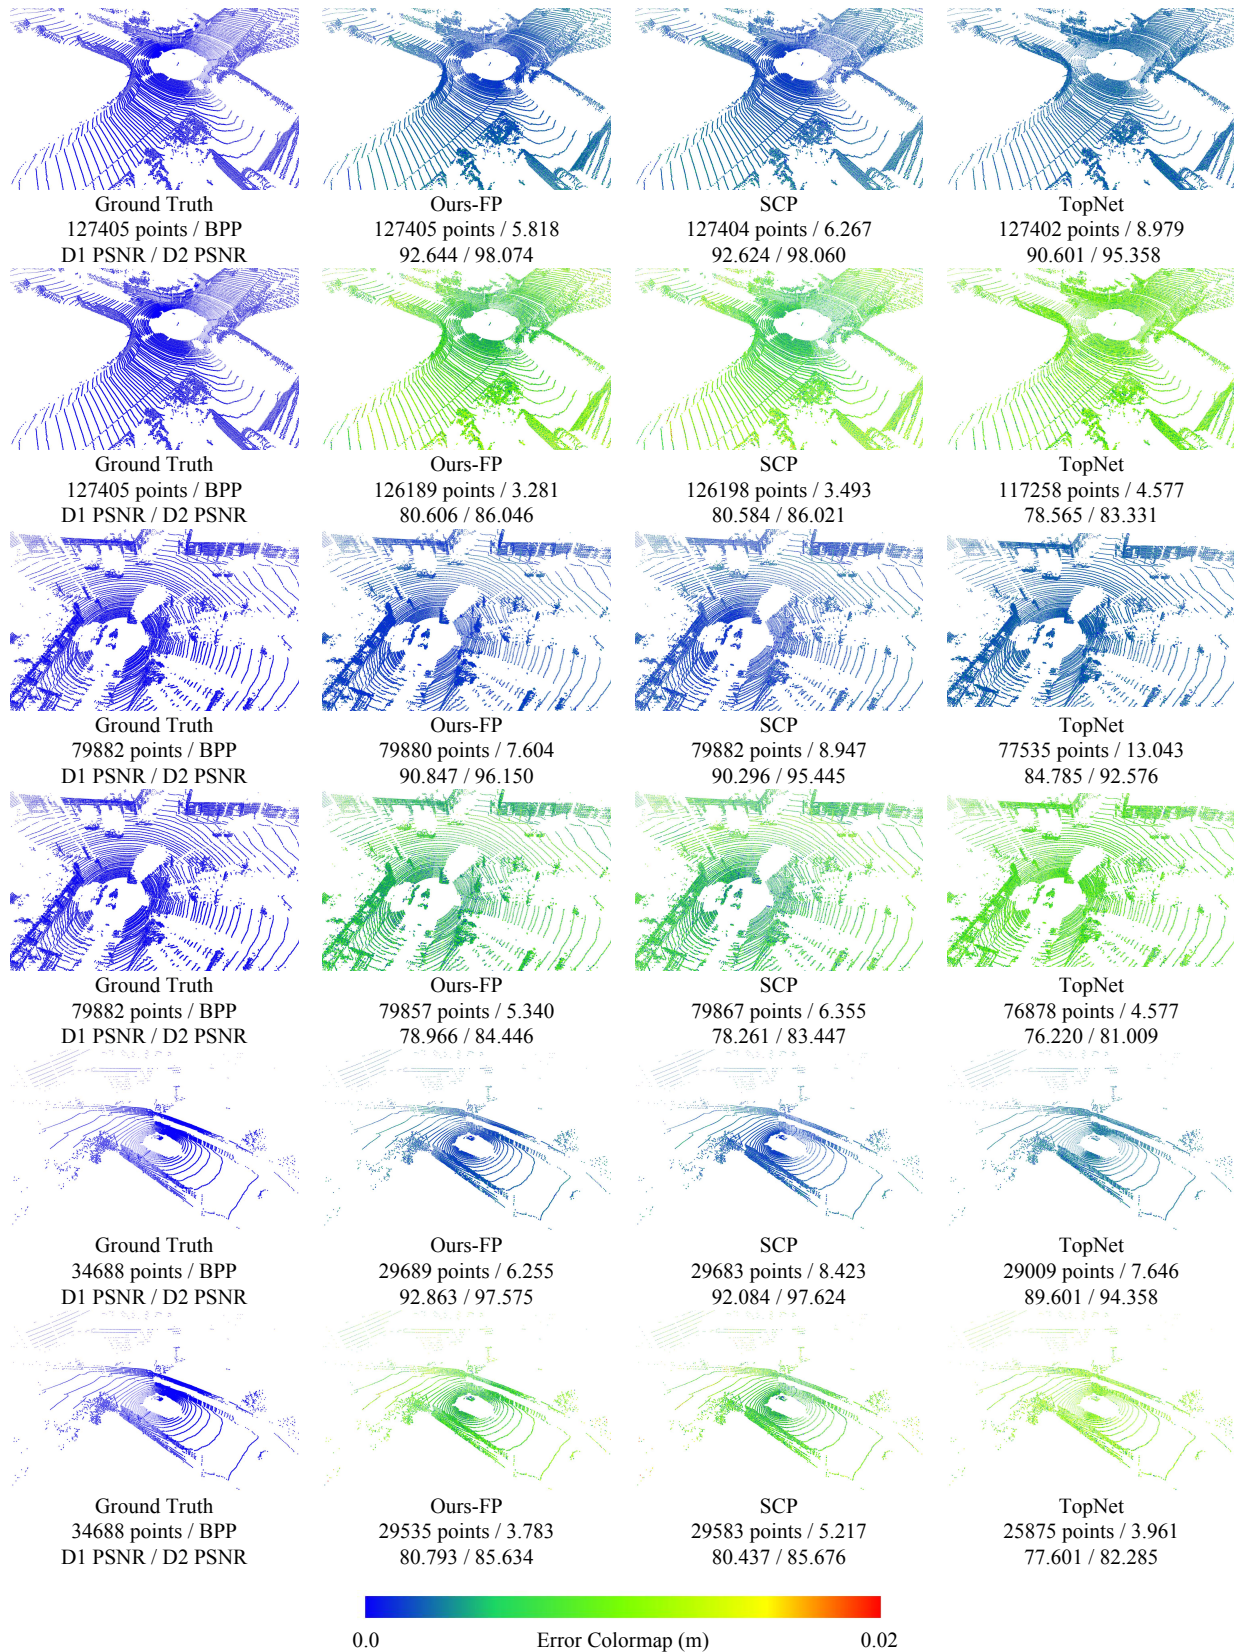 Ground Truth
127405 points / BPP
D1 PSNR / D2 PSNR
Ours-FP
127405 points / 5.818
92.644 / 98.074
SCP
127404 points / 6.267
92.624 / 98.060
TopNet
127402 points / 8.979
90.601 / 95.358
Ground Truth
127405 points / BPP
D1 PSNR / D2 PSNR
Ours-FP
126189 points / 3.281
80.606 / 86.046
SCP
126198 points / 3.493
80.584 / 86.021
TopNet
117258 points / 4.577
78.565 / 83.331
Ground Truth
79882 points / BPP
D1 PSNR / D2 PSNR
Ours-FP
79880 points / 7.604
90.847 / 96.150
SCP
79882 points / 8.947
90.296 / 95.445
TopNet
77535 points / 13.043
84.785 / 92.576
Ground Truth
79882 points / BPP
D1 PSNR / D2 PSNR
Ours-FP
79857 points / 5.340
78.966 / 84.446
SCP
79867 points / 6.355
78.261 / 83.447
TopNet
76878 points / 4.577
76.220 / 81.009
Ground Truth
34688 points / BPP
D1 PSNR / D2 PSNR
Ours-FP
29689 points / 6.255
92.863 / 97.575
SCP
29683 points / 8.423
92.084 / 97.624
TopNet
29009 points / 7.646
89.601 / 94.358
Ground Truth
34688 points / BPP
D1 PSNR / D2 PSNR
Ours-FP
29535 points / 3.783
80.793 / 85.634
SCP
29583 points / 5.217
80.437 / 85.676
TopNet
25875 points / 3.961
77.601 / 82.285
0.0 Error Colormap (m) 0.02